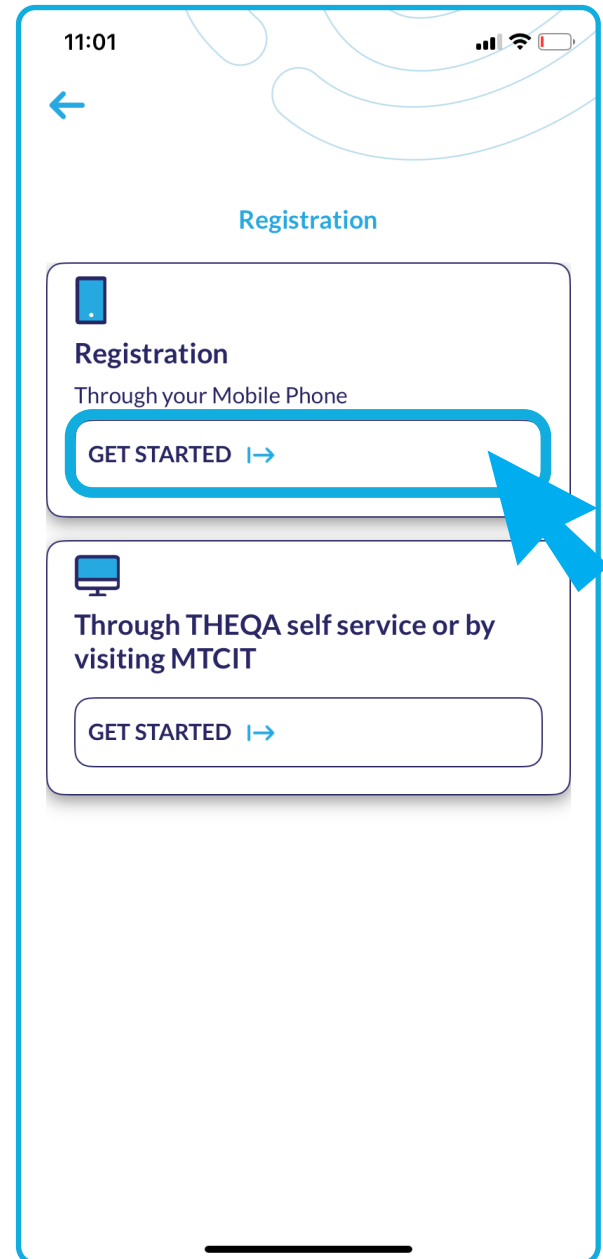 11:01
Registration
Registration
Through your Mobile Phone
GET STARTED
Through THEQA self service or by
visiting MTCIT
GET STARTED